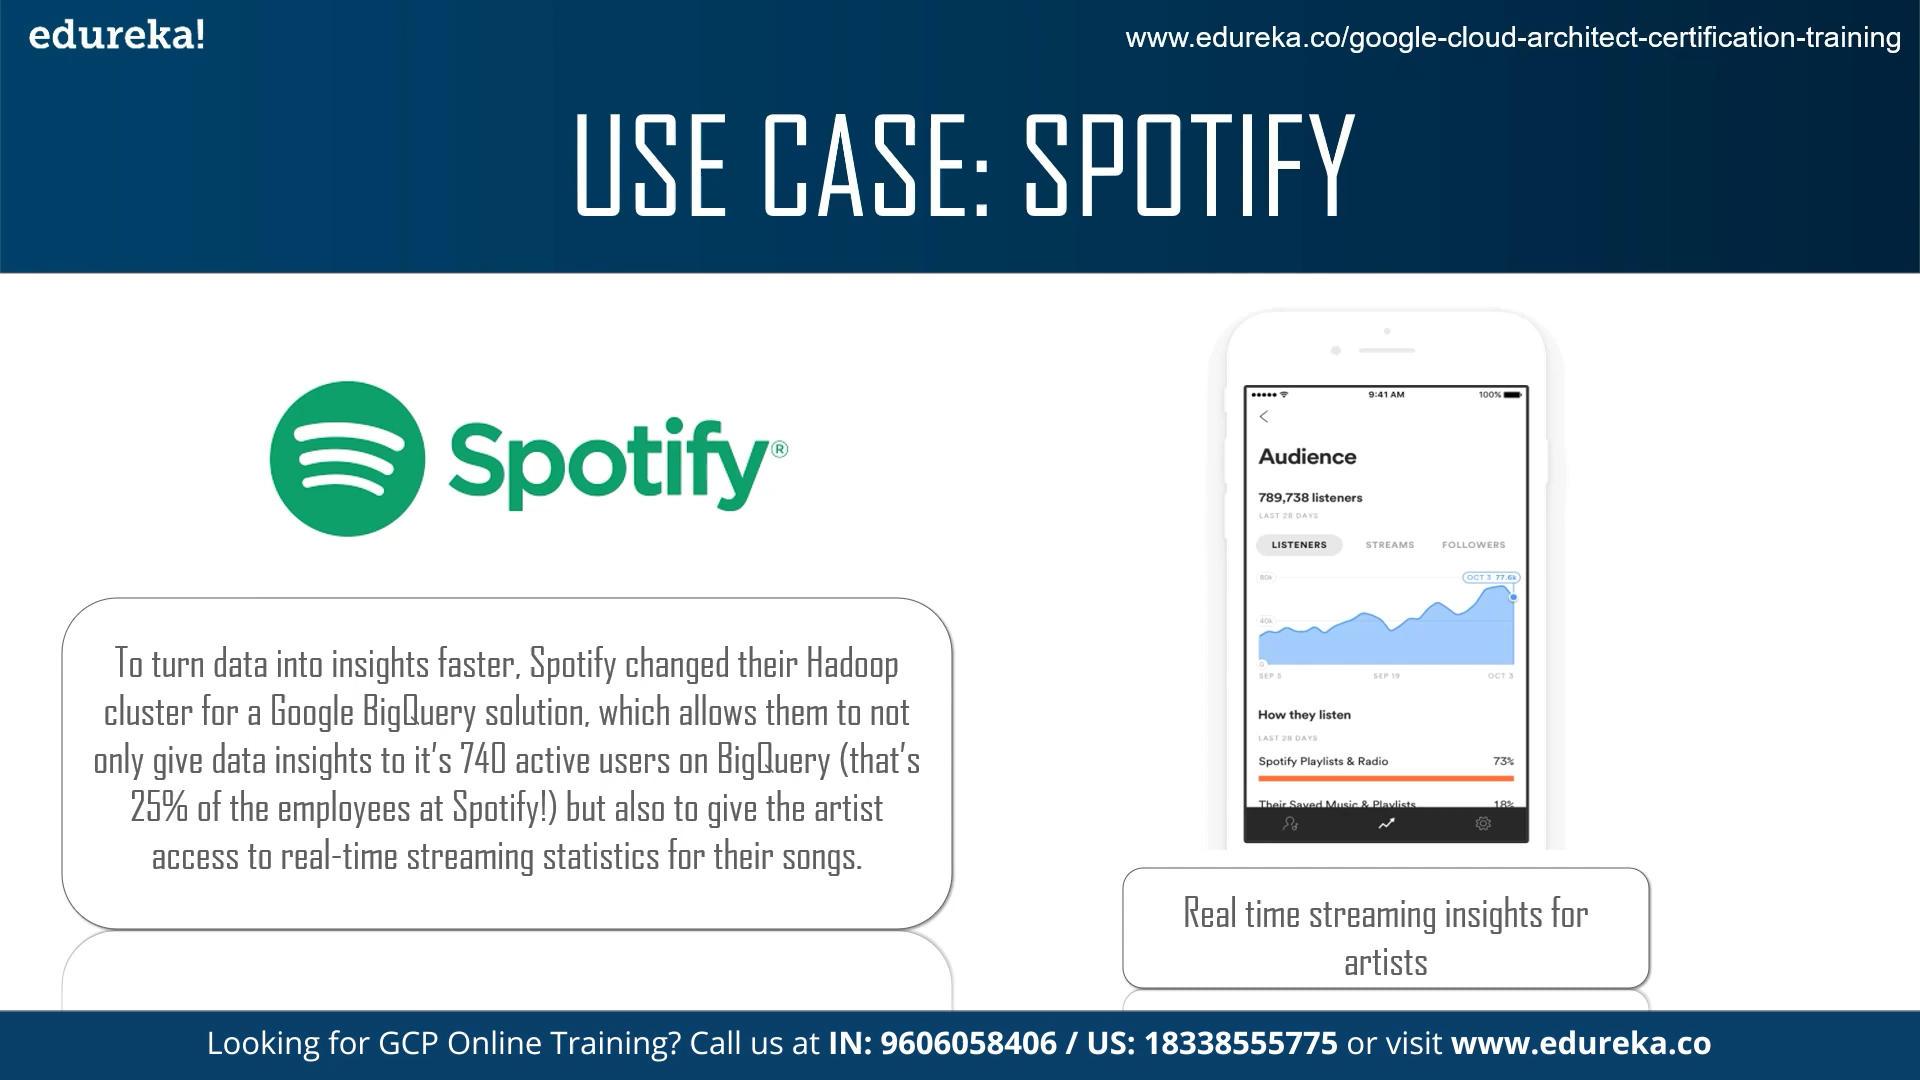 edureka!
www.edureka.co/google-cloud-architect-certification-training
USE CASE: SPOTIFY
Spotify®
To turn data into insights faster, Spotify changed their Hadoop
cluster for a Google BigQuery solution, which allows them to not
only give data insights to it's 740 active users on BigQuery (that's
25% of the employees at Spotify!) but also to give the artist
access to real-time streaming statistics for their songs.
9:41 AM 100%
Audience
789,738 listeners
LAST 28 DAYS
LISTENERS STREAMS FOLLOWERS
80k
OCT 3 77.6k
40k
0
SEP 5 SEP 19 OCT 3
How they listen
LAST 28 DAYS
Spotify Playlists & Radio 73%
Their Saved Music & Playlists 18%
Real time streaming insights for
artists
Looking for GCP Online Training? Call us at IN: 9606058406 / US: 18338555775 or visit www.edureka.co